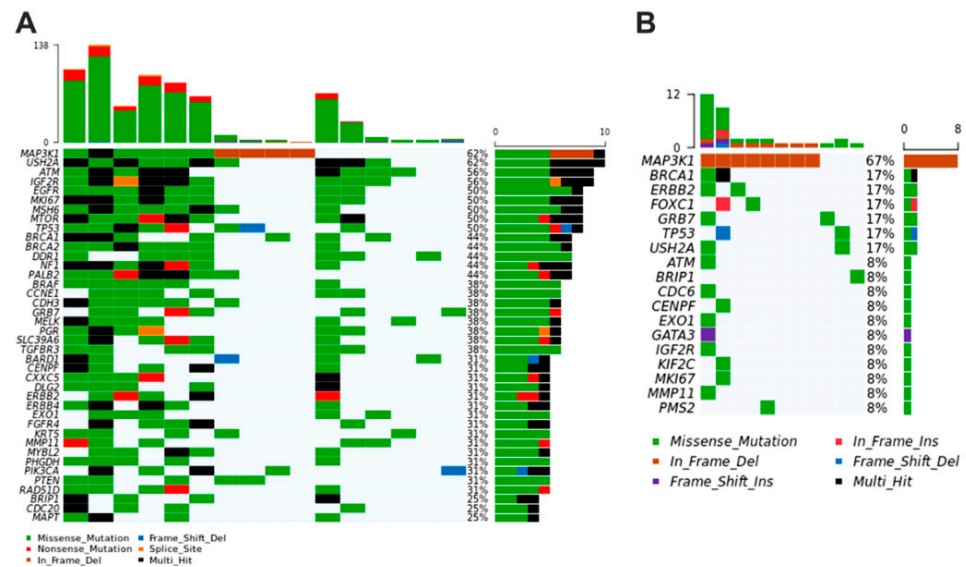 A
138
0
0 10
MAP3K1 62%
USH2A 62%
ATM 56%
IGF2R 56%
EGFR 50%
MKI67 50%
MSH6 50%
MTOR 50%
TP53 50%
BRCA1 44%
BRCA2 44%
DDR1 44%
NF1 44%
PALB2 44%
BRAF 38%
CCNE1 38%
CDH3 38%
GRB7 38%
MELK 38%
PGR 38%
SLC39A6 38%
TGFBR3 38%
BARD1 31%
CENPF 31%
CXXC5 31%
DLG2 31%
ERBB2 31%
ERBB4 31%
EXO1 31%
FGFR4 31%
KRT5 31%
MMP11 31%
MYBL2 31%
PHGDH 31%
PIK3CA 31%
PTEN 31%
RAD51D 31%
BRIP1 25%
CDC20 25%
MAPT 25%
Missense_Mutation Frame_Shift_Del
Nonsense_Mutation Splice_Site
In_Frame_Del Multi_Hit
B
12
0
0 8
MAP3K1 67%
BRCA1 17%
ERBB2 17%
FOXC1 17%
GRB7 17%
TP53 17%
USH2A 17%
ATM 8%
BRIP1 8%
CDC6 8%
CENPF 8%
EXO1 8%
GATA3 8%
IGF2R 8%
KIF2C 8%
MKI67 8%
MMP11 8%
PMS2 8%
Missense_Mutation In_Frame_Ins
In_Frame_Del Frame_Shift_Del
Frame_Shift_Ins Multi_Hit